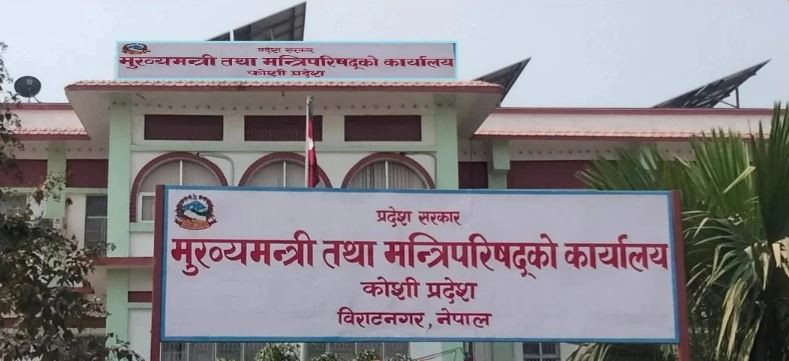 प्रदेश सरकार
मुख्यमन्त्री तथा मन्त्रिपरिषद्को कार्यालय
कोशी प्रदेश
प्रदेश सरकार
मुख्यमन्त्री तथा मन्त्रिपरिषद्को कार्यालय
कोशी प्रदेश
विराटनगर, नेपाल